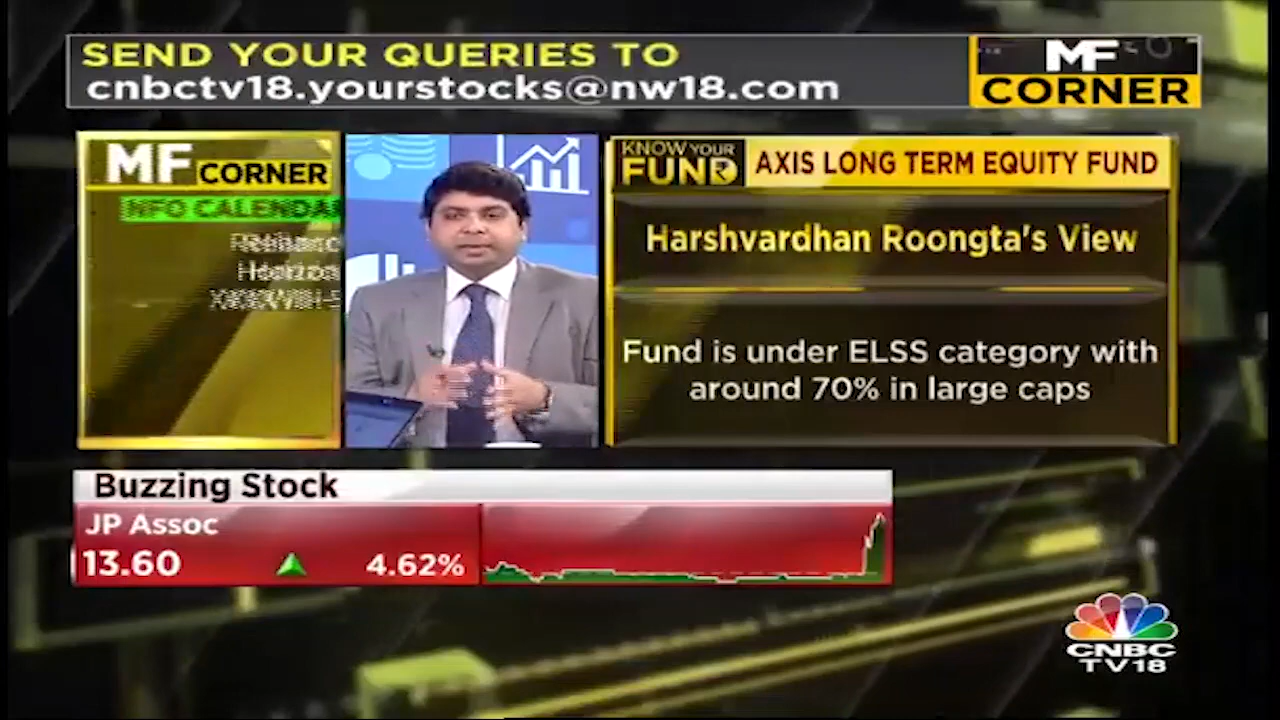 SEND YOUR QUERIES TO
cnbctv18.yourstocks@nw18.com
MF
CORNER
MF CORNER
NFO CALENDAR
KNOW YOUR
FUND
AXIS LONG TERM EQUITY FUND
Harshvardhan Roongta's View
Fund is under ELSS category with
around 70% in large caps
Buzzing Stock
JP Assoc
13.60 4.62%
CNBC
TV18